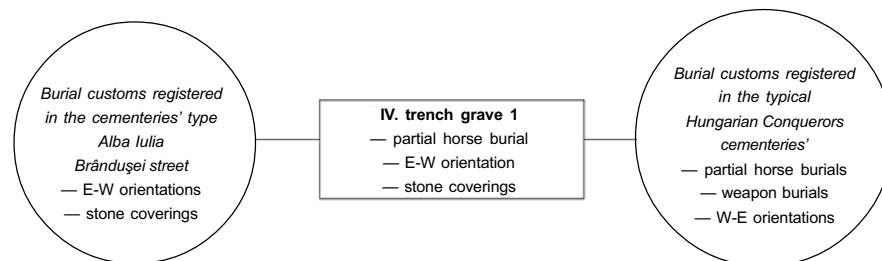 Burial customs registered
in the cementeries' type
Alba Iulia
Brânduşei street
— E-W orientations
— stone coverings
IV. trench grave 1
— partial horse burial
— E-W orientation
— stone coverings
Burial customs registered
in the typical
Hungarian Conquerors
cementeries'
— partial horse burials
— weapon burials
— W-E orientations